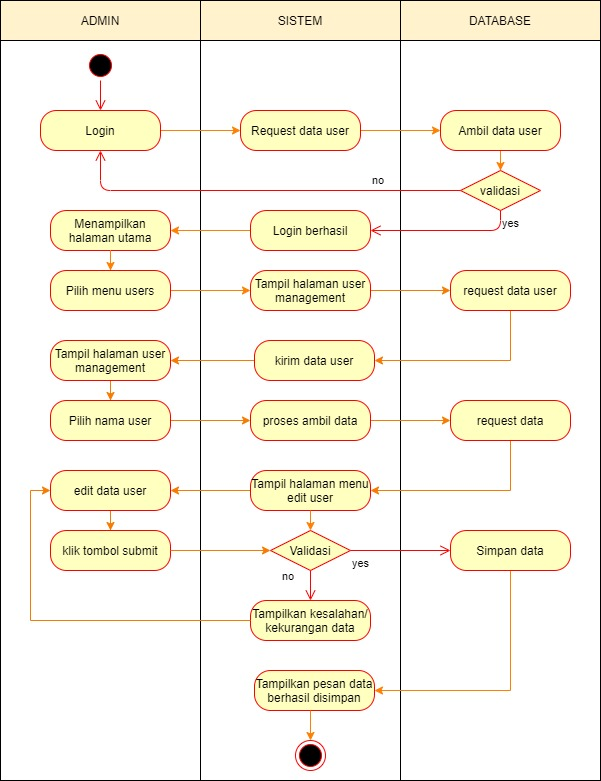 ADMIN
SISTEM
DATABASE
Login
Request data user
Ambil data user
validasi
no
yes
Menampilkan
halaman utama
Login berhasil
Pilih menu users
Tampil halaman user
management
request data user
Tampil halaman user
management
kirim data user
Pilih nama user
proses ambil data
request data
edit data user
Tampil halaman menu
edit user
klik tombol submit
Validasi
yes
Simpan data
no
Tampilkan kesalahan/
kekurangan data
Tampilkan pesan data
berhasil disimpan